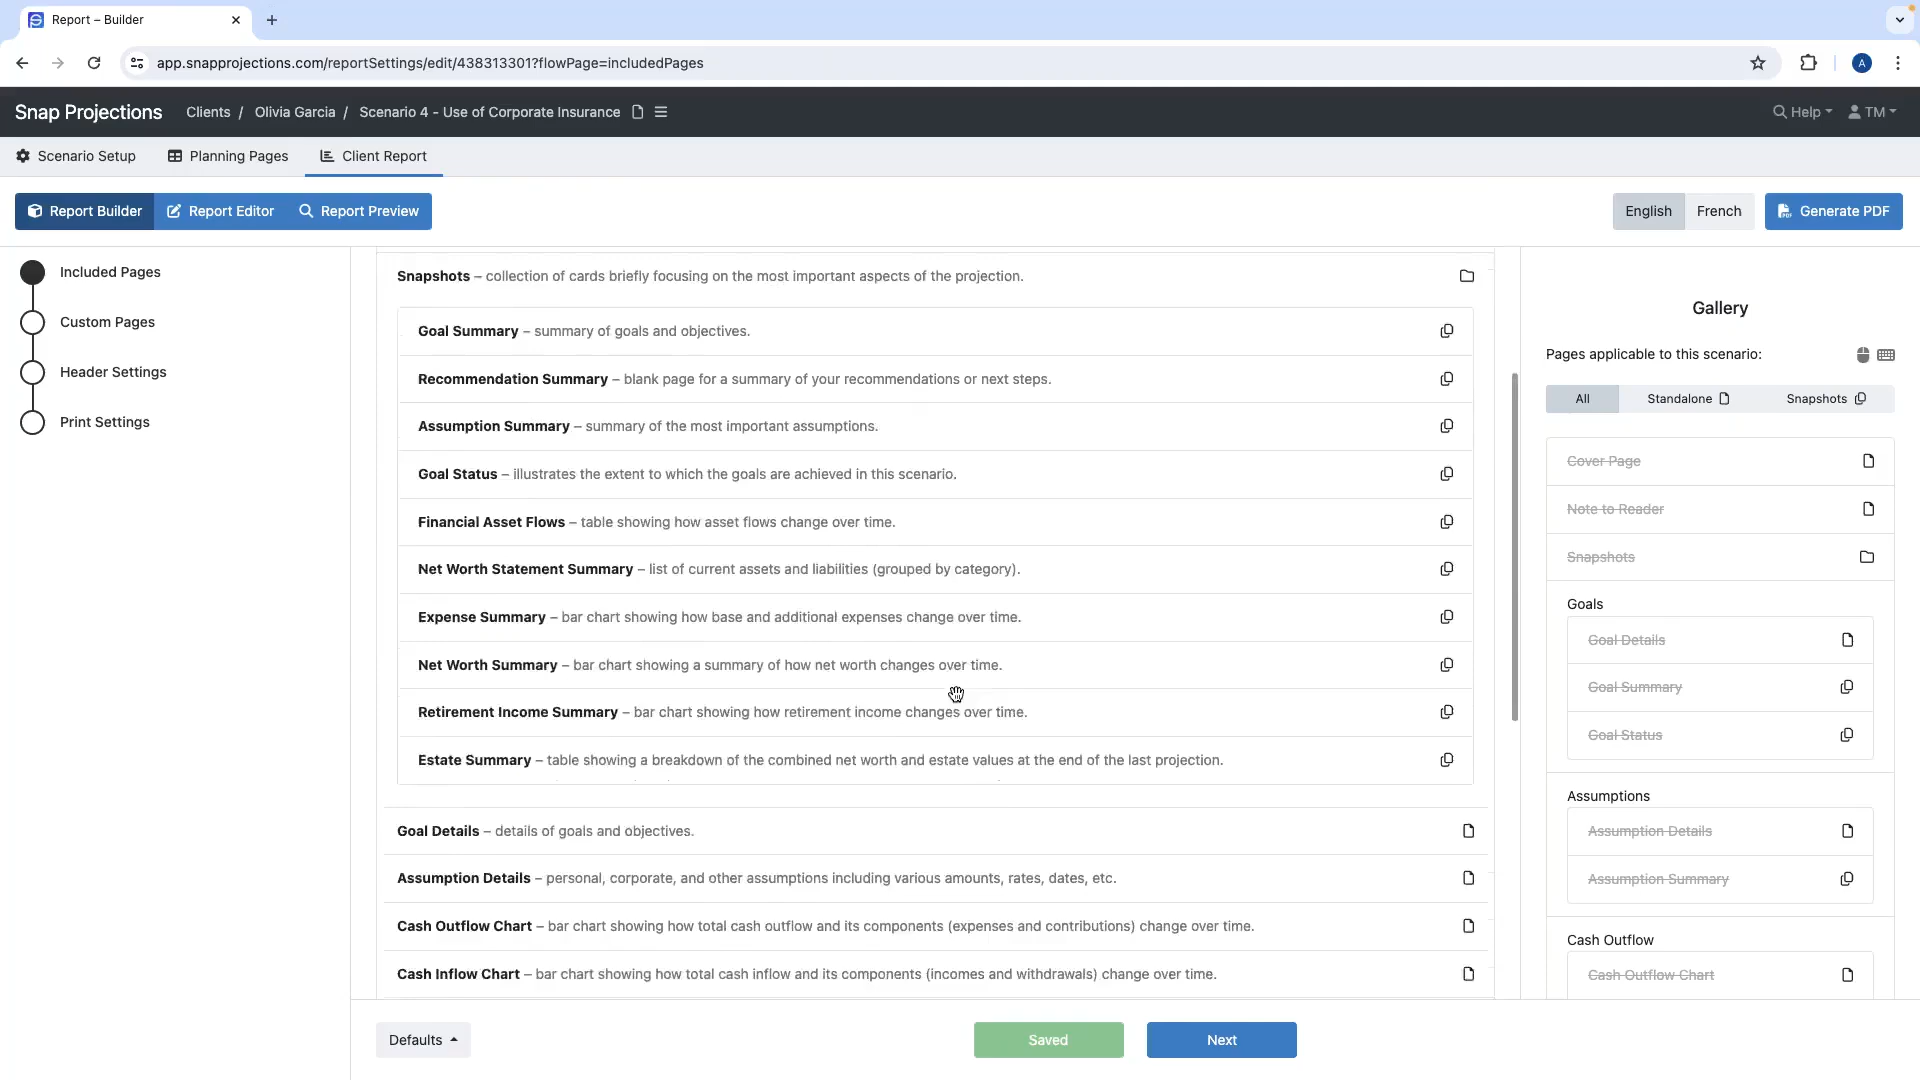 Report – Builder
app.snapprojections.com/reportSettings/edit/438313301?flowPage=includedPages
A
Snap Projections Clients / Olivia Garcia / Scenario 4 - Use of Corporate Insurance Help TM
Scenario Setup Planning Pages Client Report
Report Builder Report Editor Report Preview English French Generate PDF
Included Pages
Custom Pages
Header Settings
Print Settings
Snapshots – collection of cards briefly focusing on the most important aspects of the projection.
Goal Summary – summary of goals and objectives.
Recommendation Summary – blank page for a summary of your recommendations or next steps.
Assumption Summary – summary of the most important assumptions.
Goal Status – illustrates the extent to which the goals are achieved in this scenario.
Financial Asset Flows – table showing how asset flows change over time.
Net Worth Statement Summary – list of current assets and liabilities (grouped by category).
Expense Summary – bar chart showing how base and additional expenses change over time.
Net Worth Summary – bar chart showing a summary of how net worth changes over time.
Retirement Income Summary – bar chart showing how retirement income changes over time.
Estate Summary – table showing a breakdown of the combined net worth and estate values at the end of the last projection.
Goal Details – details of goals and objectives.
Assumption Details – personal, corporate, and other assumptions including various amounts, rates, dates, etc.
Cash Outflow Chart – bar chart showing how total cash outflow and its components (expenses and contributions) change over time.
Cash Inflow Chart – bar chart showing how total cash inflow and its components (incomes and withdrawals) change over time.
Defaults Saved Next
Gallery
Pages applicable to this scenario:
All Standalone Snapshots
Cover Page
Note to Reader
Snapshots
Goals
Goal Details
Goal Summary
Goal Status
Assumptions
Assumption Details
Assumption Summary
Cash Outflow
Cash Outflow Chart